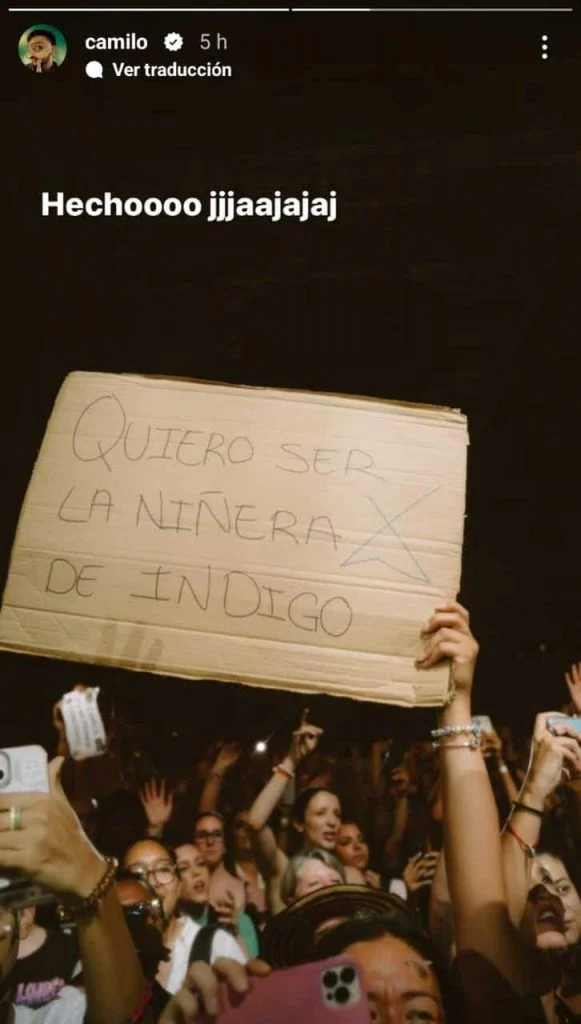 camilo 5 h
Ver traducción
Hechoooo jjjaajajaj
QUIERO SER
LA NIÑERA
DE INDIGO